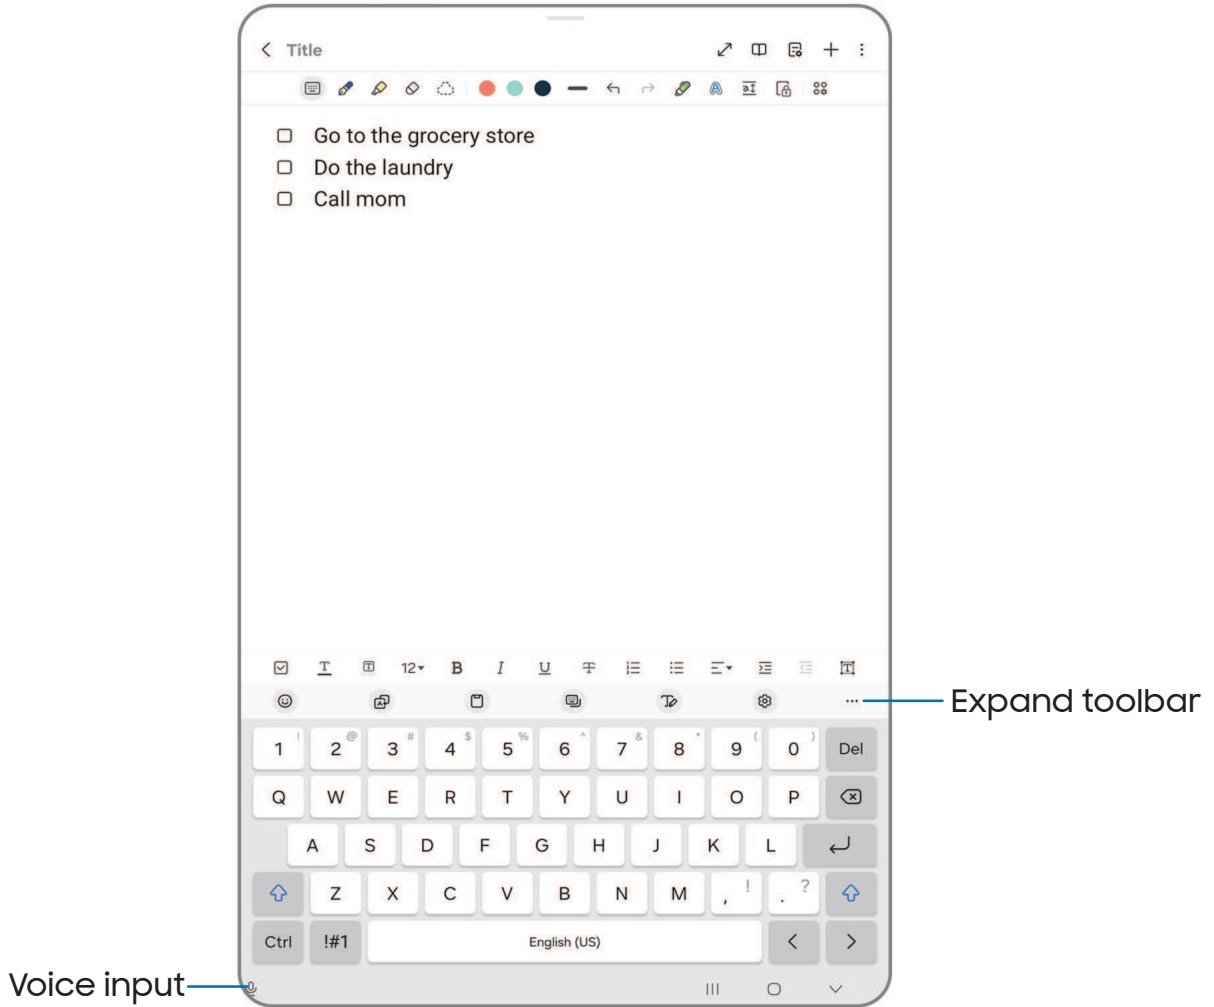 Title
Go to the grocery store
Do the laundry
Call mom
12 B I U
Expand toolbar
1 ! 2 @ 3 # 4 $ 5 % 6 ^ 7 & 8 * 9 ( 0 ) Del
Q W E R T Y U I O P
A S D F G H J K L
Z X C V B N M , ! . ?
Ctrl !#1 English (US) < >
Voice input